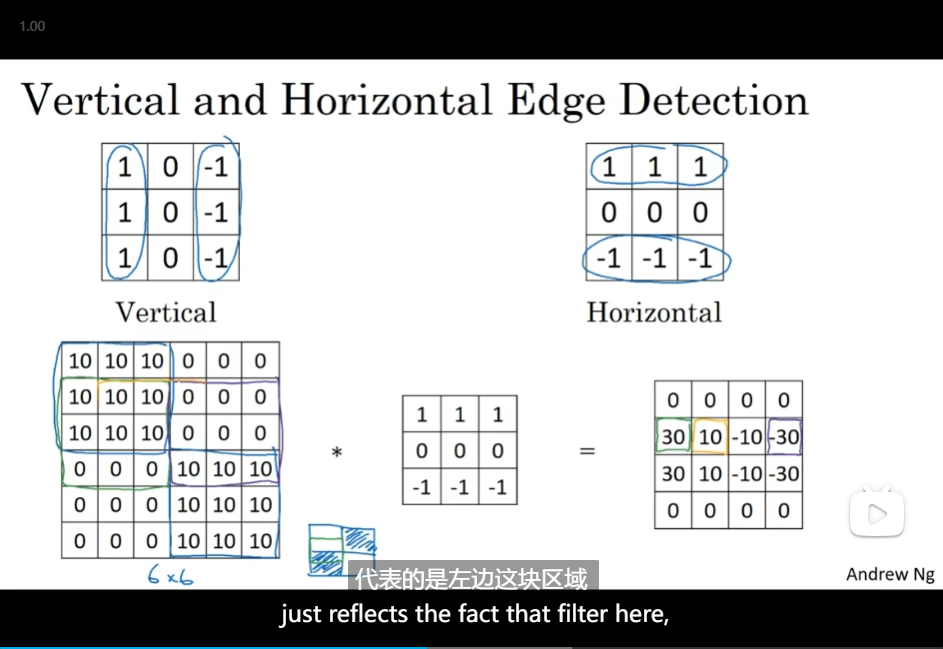 1.00
Vertical and Horizontal Edge Detection
1 0 -1
1 0 -1
1 0 -1
Vertical
1 1 1
0 0 0
-1 -1 -1
Horizontal
10 10 10 0 0 0
10 10 10 0 0 0
10 10 10 0 0 0
0 0 0 10 10 10
0 0 0 10 10 10
0 0 0 10 10 10
6x6
*
1 1 1
0 0 0
-1 -1 -1
=
0 0 0 0
30 10 -10 -30
30 10 -10 -30
0 0 0 0
Andrew Ng
代表的是左边这块区域
just reflects the fact that filter here,